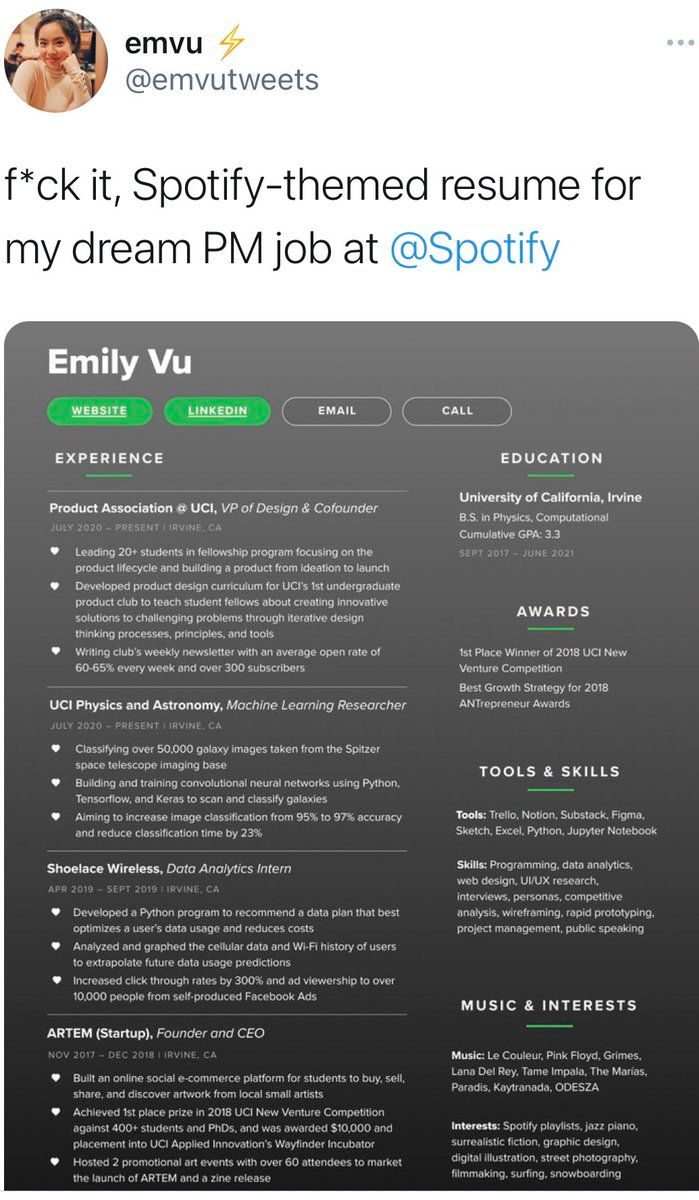 emvu ⚡
@emvutweets
f*ck it, Spotify-themed resume for
my dream PM job at @Spotify
Emily Vu
WEBSITE
LINKEDIN
EMAIL
CALL
EXPERIENCE
Product Association @ UCI, VP of Design & Cofounder
JULY 2020 – PRESENT | IRVINE, CA
Leading 20+ students in fellowship program focusing on the
product lifecycle and building a product from ideation to launch
Developed product design curriculum for UCI's 1st undergraduate
product club to teach student fellows about creating innovative
solutions to challenging problems through iterative design
thinking processes, principles, and tools
Writing club's weekly newsletter with an average open rate of
60-65% every week and over 300 subscribers
UCI Physics and Astronomy, Machine Learning Researcher
JULY 2020 – PRESENT | IRVINE, CA
Classifying over 50,000 galaxy images taken from the Spitzer
space telescope imaging base
Building and training convolutional neural networks using Python,
Tensorflow, and Keras to scan and classify galaxies
Aiming to increase image classification from 95% to 97% accuracy
and reduce classification time by 23%
Shoelace Wireless, Data Analytics Intern
APR 2019 – SEPT 2019 | IRVINE, CA
Developed a Python program to recommend a data plan that best
optimizes a user's data usage and reduces costs
Analyzed and graphed the cellular data and Wi-Fi history of users
to extrapolate future data usage predictions
Increased click through rates by 300% and ad viewership to over
10,000 people from self-produced Facebook Ads
ARTEM (Startup), Founder and CEO
NOV 2017 – DEC 2018 | IRVINE, CA
Built an online social e-commerce platform for students to buy, sell,
share, and discover artwork from local small artists
Achieved 1st place prize in 2018 UCI New Venture Competition
against 400+ students and PhDs, and was awarded $10,000 and
placement into UCI Applied Innovation's Wayfinder Incubator
Hosted 2 promotional art events with over 60 attendees to market
the launch of ARTEM and a zine release
EDUCATION
University of California, Irvine
B.S. in Physics, Computational
Cumulative GPA: 3.3
SEPT 2017 – JUNE 2021
AWARDS
1st Place Winner of 2018 UCI New
Venture Competition
Best Growth Strategy for 2018
ANTrepreneur Awards
TOOLS & SKILLS
Tools: Trello, Notion, Substack, Figma,
Sketch, Excel, Python, Jupyter Notebook
Skills: Programming, data analytics,
web design, UI/UX research,
interviews, personas, competitive
analysis, wireframing, rapid prototyping,
project management, public speaking
MUSIC & INTERESTS
Music: Le Couleur, Pink Floyd, Grimes,
Lana Del Rey, Tame Impala, The Marías,
Paradis, Kaytranada, ODESZA
Interests: Spotify playlists, jazz piano,
surrealistic fiction, graphic design,
digital illustration, street photography,
filmmaking, surfing, snowboarding